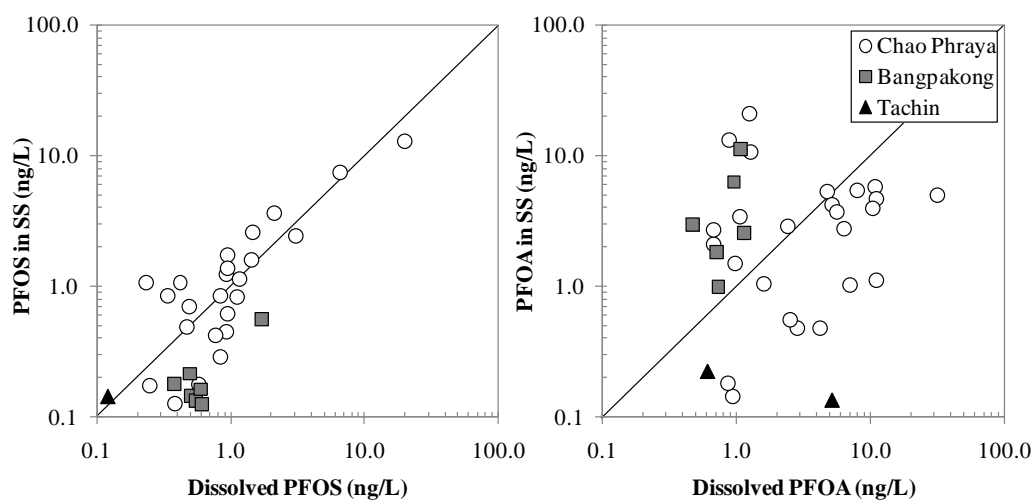 100.0
10.0
1.0
0.1
PFOS in SS (ng/L)
0.1 1.0 10.0 100.0
Dissolved PFOS (ng/L)
100.0
10.0
1.0
0.1
PFOA in SS (ng/L)
0.1 1.0 10.0 100.0
Dissolved PFOA (ng/L)
Chao Phraya
Bangpakong
Tachin